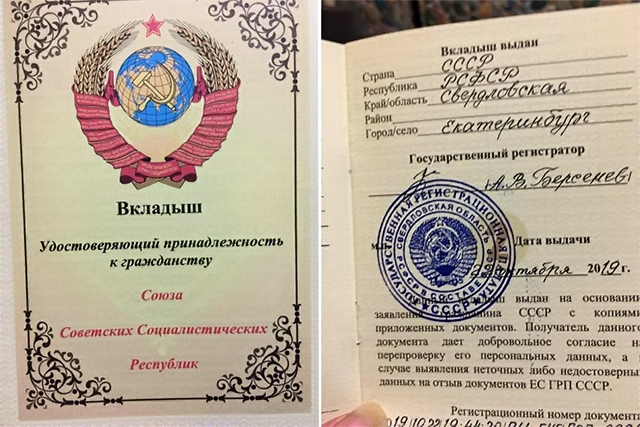 Вкладыш
Удостоверяющий принадлежность
к гражданству
Союза
Советских Социалистических
Республик
Вкладыш выдан
Страна СССР
Республика РСФСР
Край/область Свердловская
Район
Город/село Екатеринбург
Государственный регистратор
А.В. Берсенев
Дата выдачи
2019 г.
выдан на основании
заявления СССР с копиями
приложенных документов. Получатель данного
документа дает добровольное согласие на
перепроверку его персональных данных, а
случае выявления неточных либо недостоверных
данных на отзыв документов ЕС ГРП СССР.
Регистрационный номер документа